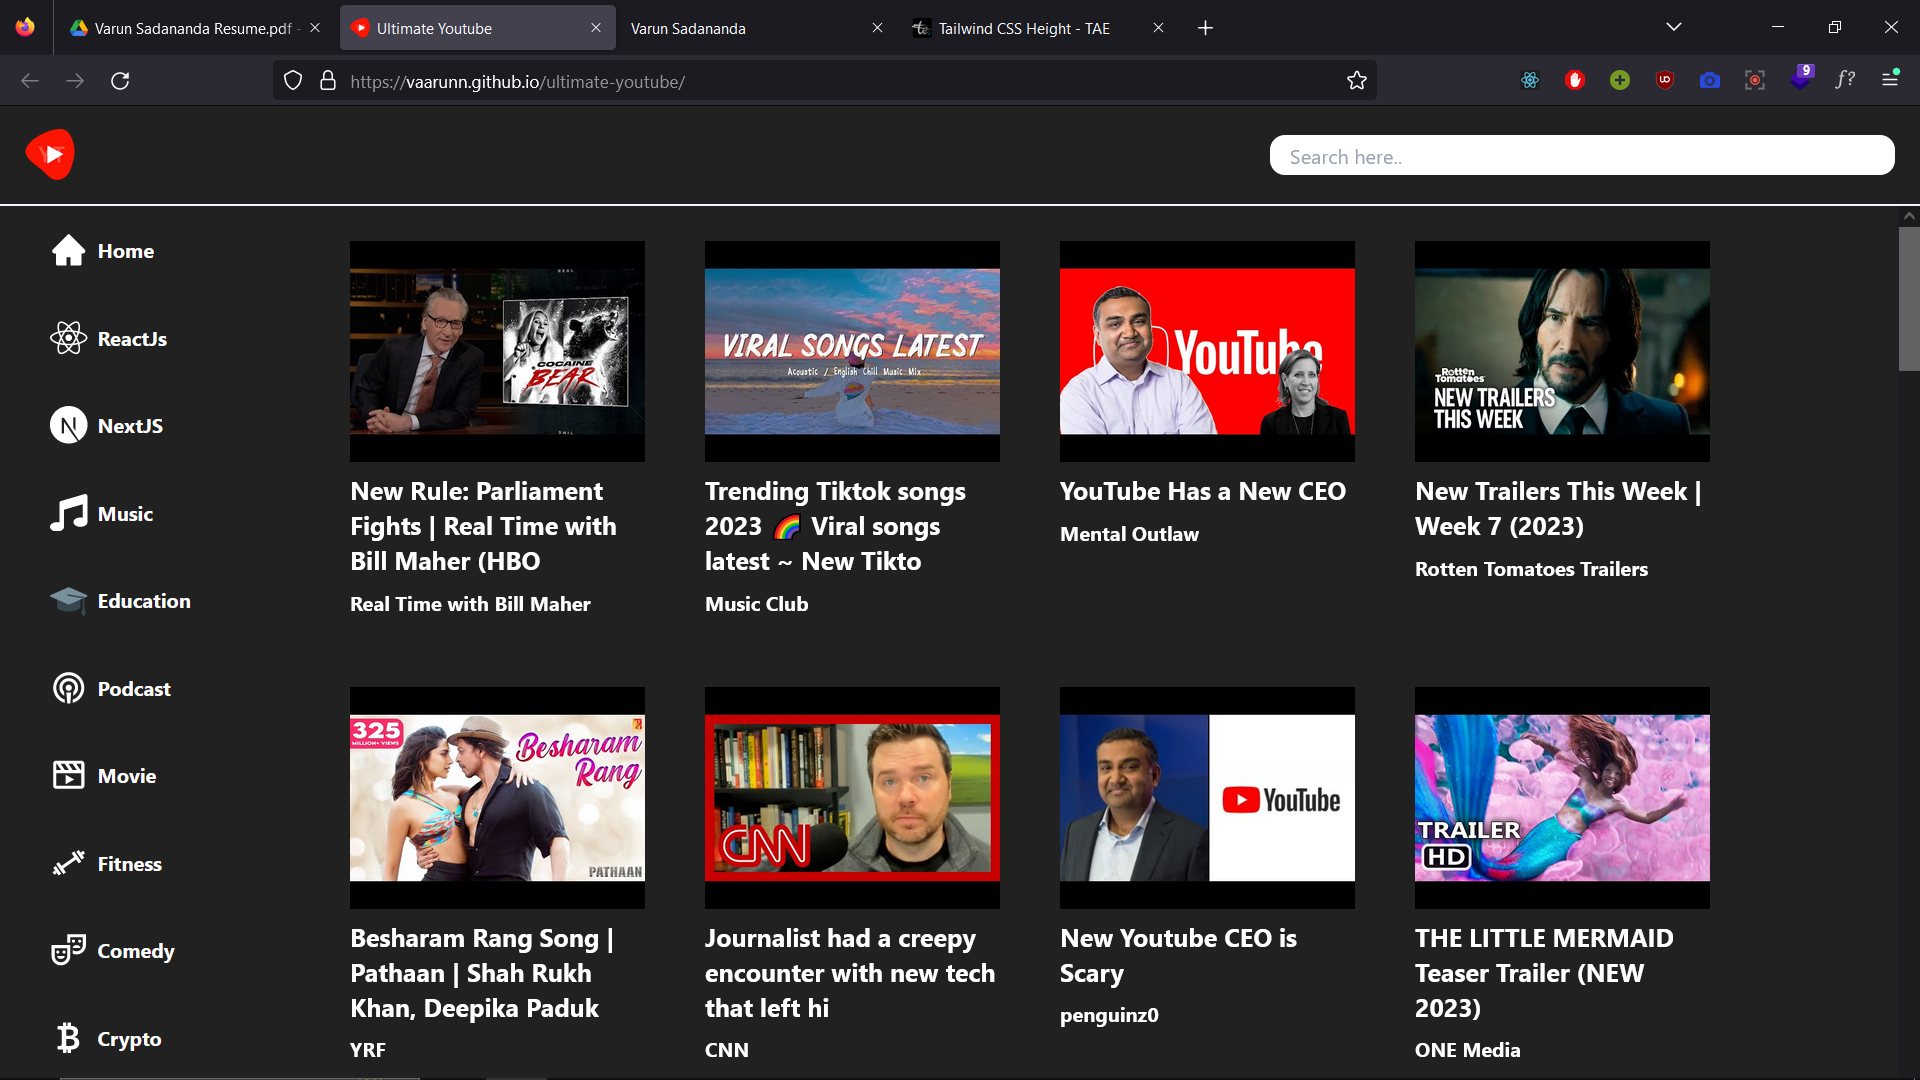 Varun Sadananda Resume.pdf -
Ultimate Youtube
Varun Sadananda
Tailwind CSS Height - TAE
https://vaarunn.github.io/ultimate-youtube/
9
f?
Search here..
Home
ReactJs
NextJS
Music
Education
Podcast
Movie
Fitness
Comedy
Crypto
COCAINE
BEAR
VIRAL SONGS LATEST
Acoustic / English Chill Music Mix
YouTube
Rotten
Tomatoes
NEW TRAILERS
THIS WEEK
New Rule: Parliament
Fights | Real Time with
Bill Maher (HBO
Real Time with Bill Maher
Trending Tiktok songs
2023 🌈 Viral songs
latest ~ New Tikto
Music Club
YouTube Has a New CEO
Mental Outlaw
New Trailers This Week |
Week 7 (2023)
Rotten Tomatoes Trailers
325
MILLION+ VIEWS
Besharam
Rang
PATHAAN
CNN
YouTube
TRAILER
HD
Besharam Rang Song |
Pathaan | Shah Rukh
Khan, Deepika Paduk
YRF
Journalist had a creepy
encounter with new tech
that left hi
CNN
New Youtube CEO is
Scary
penguinz0
THE LITTLE MERMAID
Teaser Trailer (NEW
2023)
ONE Media